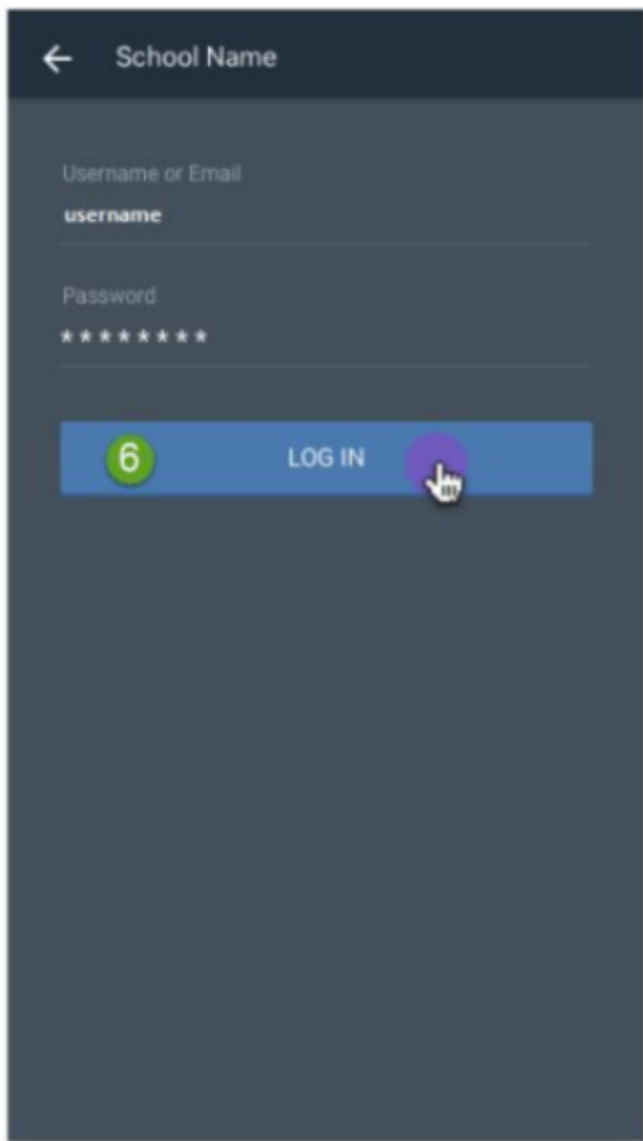 School Name
Username or Email
username
Password
********
6 LOG IN